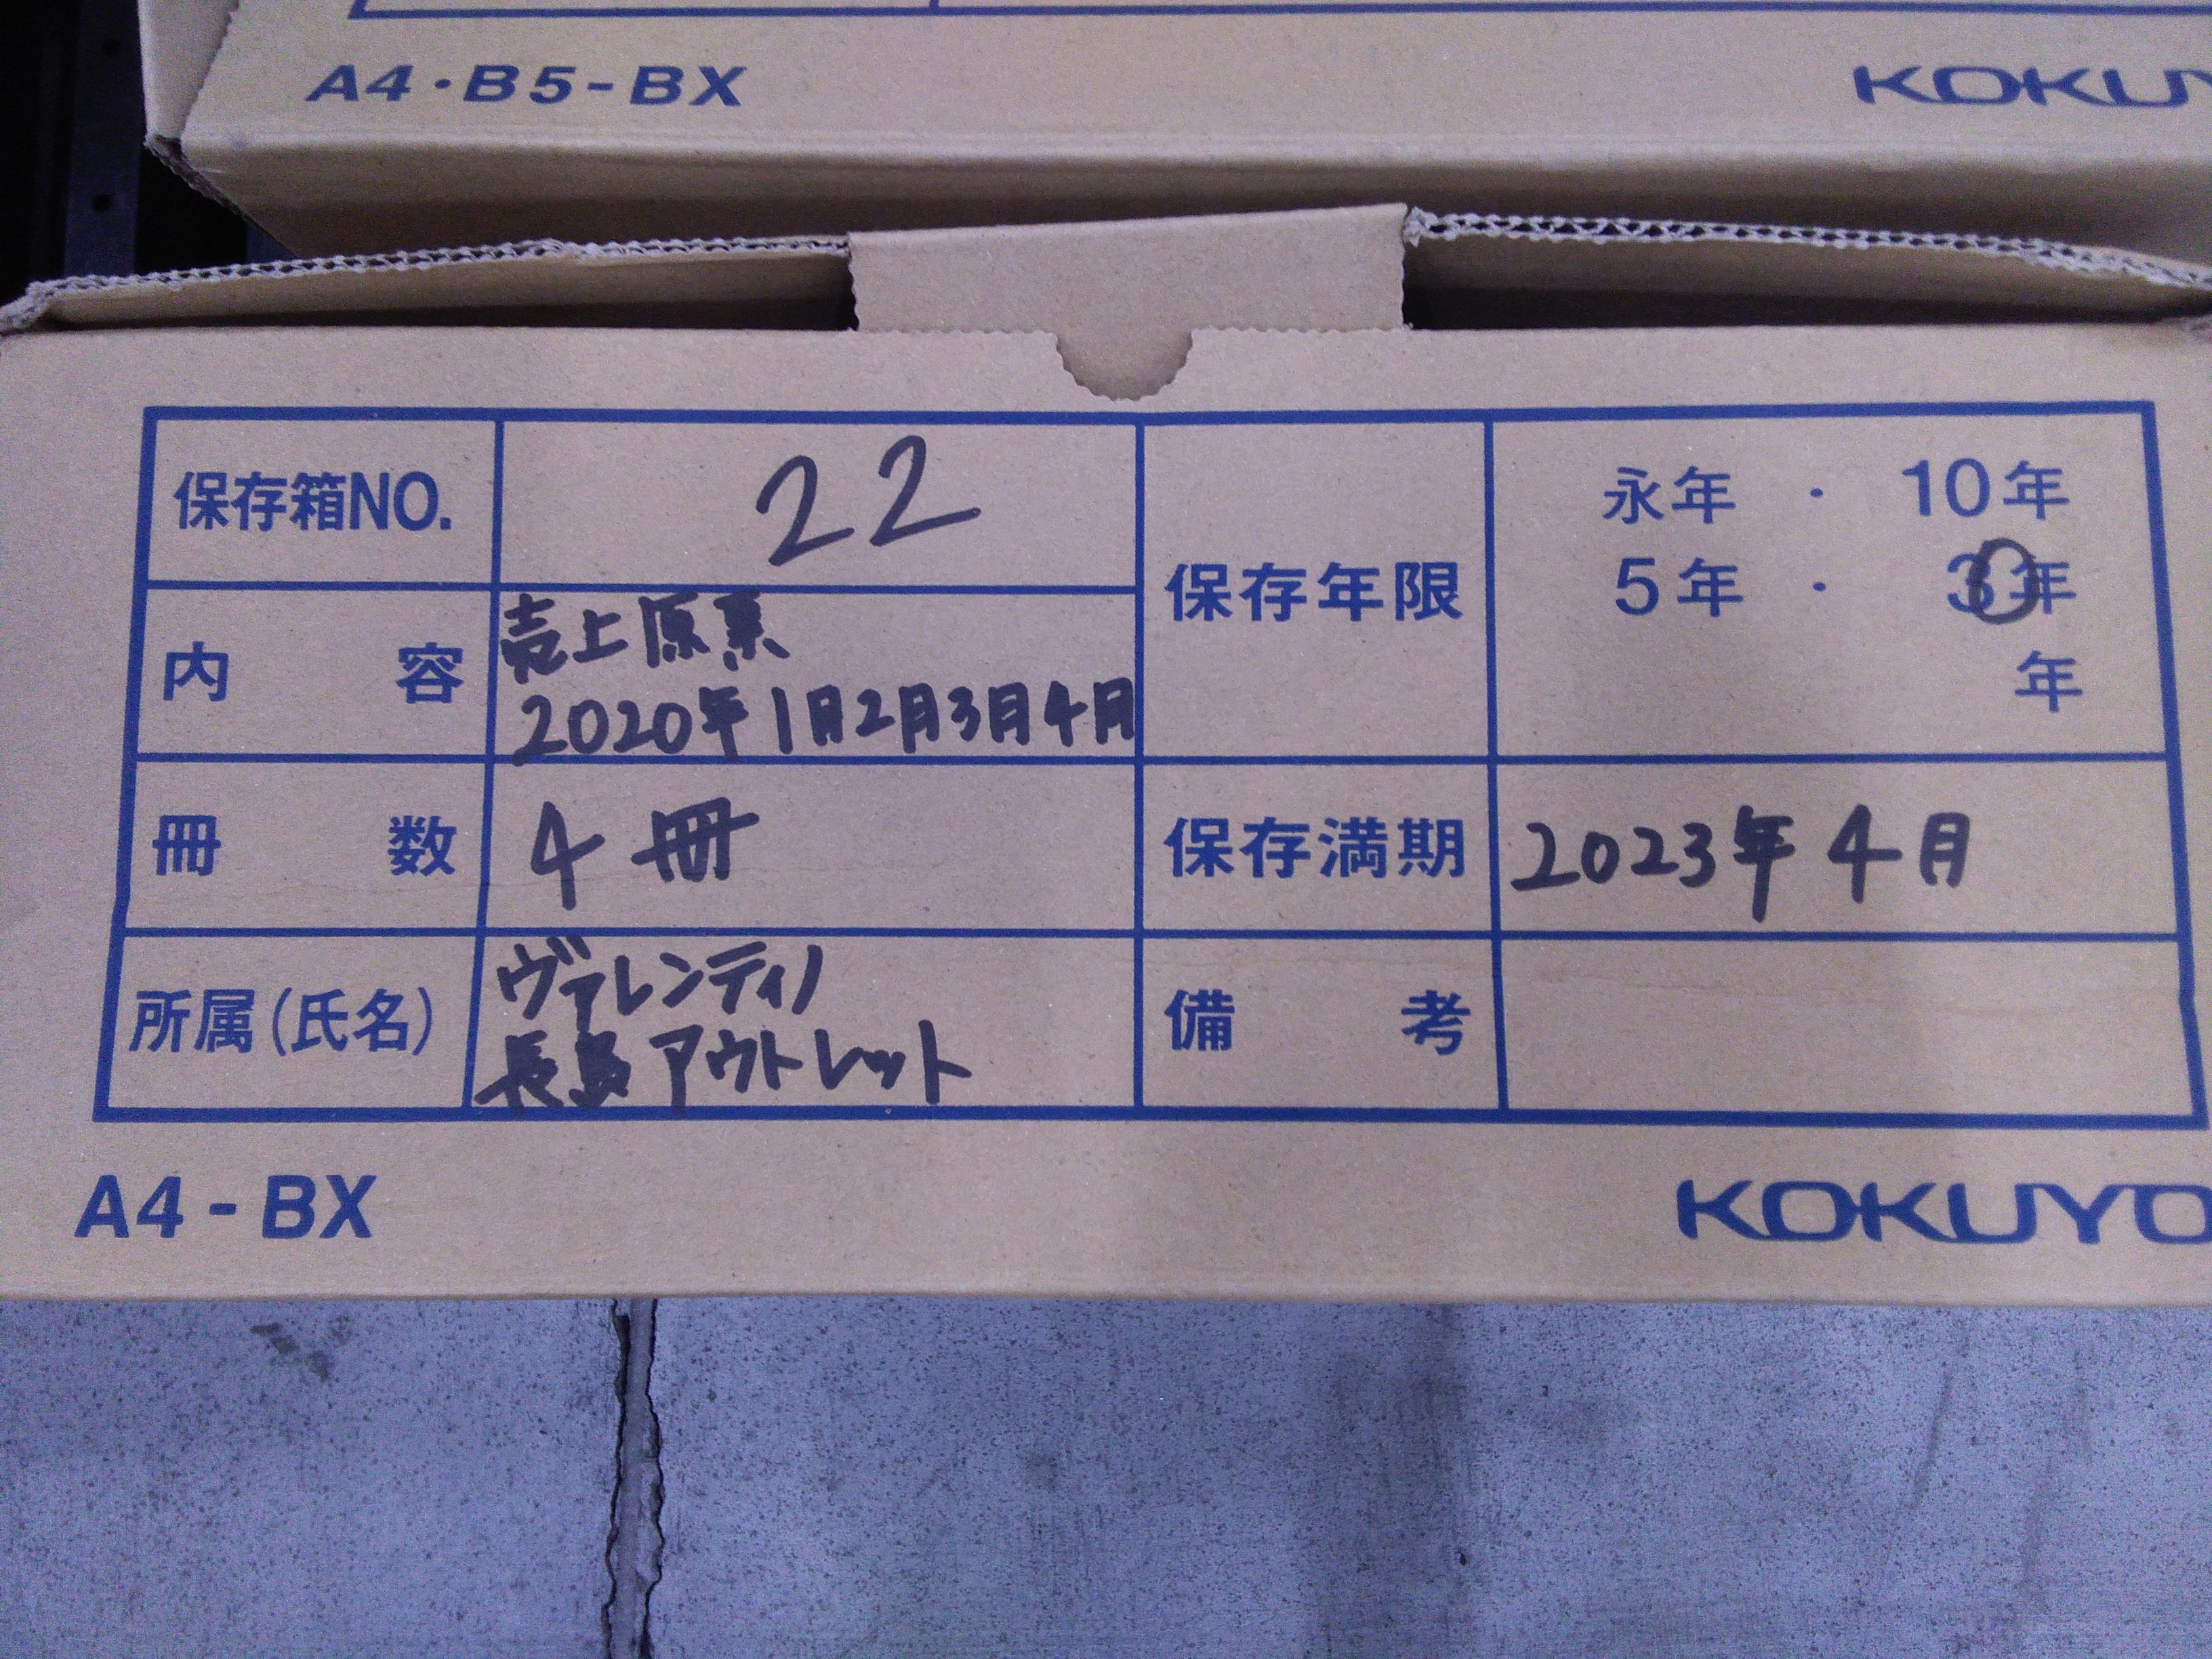 A4・B5-BX
KOKUY
保存箱NO.
22
内容
売上原票
2020年1月2月3月4月
冊数
4冊
所属(氏名)
ヴァレンティノ
長島アウトレット
保存年限
永年・10年
5年・3年
年
保存満期
2023年4月
備考
A4-BX
KOKUYO